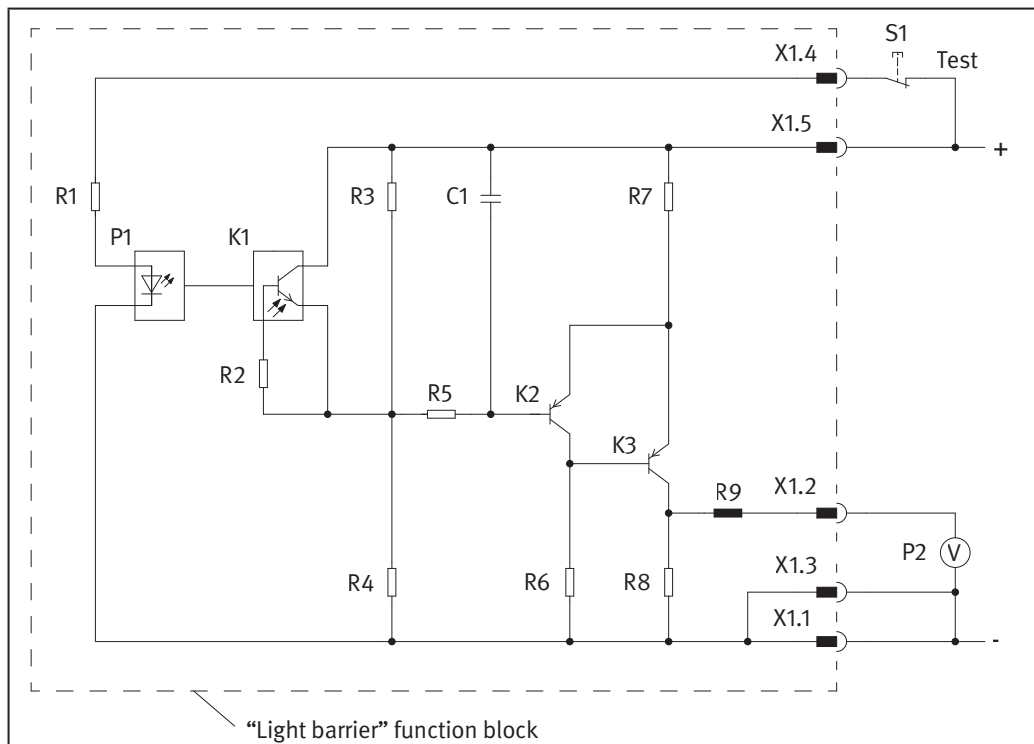 S1
X1.4
Test
X1.5
+
R1
R3
C1
R7
P1
K1
R2
R5
K2
K3
R9
X1.2
P2
V
R4
R6
R8
X1.3
X1.1
-
“Light barrier” function block